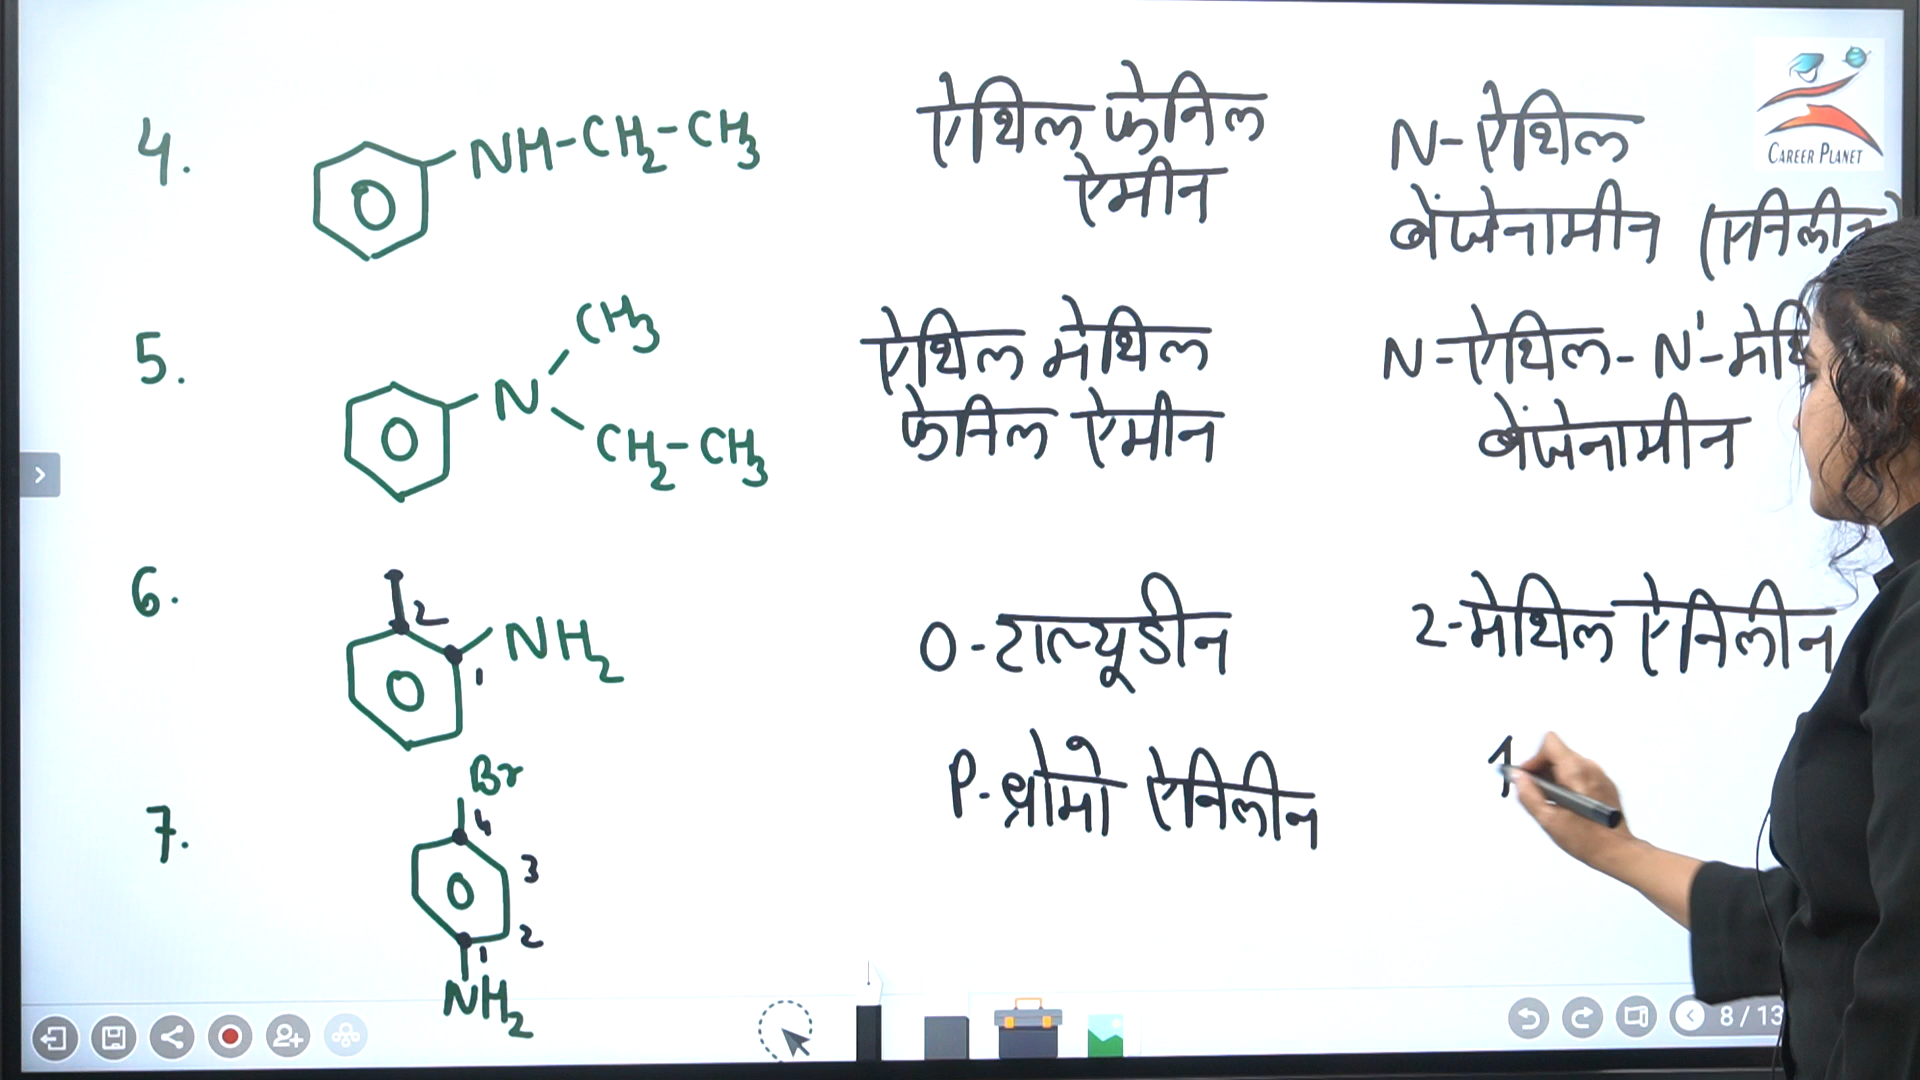 4.
NH-CH2-CH3
ऐथिल फेनिल
ऐमीन
N-ऐथिल
बेंजेनामीन (एनिलीन)
CAREER PLANET
5.
CH3
N
CH2-CH3
ऐथिल मेथिल
फेनिल ऐमीन
N-ऐथिल-N'-मेथि
बेंजेनामीन
6.
2
NH2
1
O-टाल्यूडीन
2-मेथिल ऐनिलीन
7.
Br
4
3
2
1
NH2
P-ब्रोमो ऐनिलीन
8 / 13